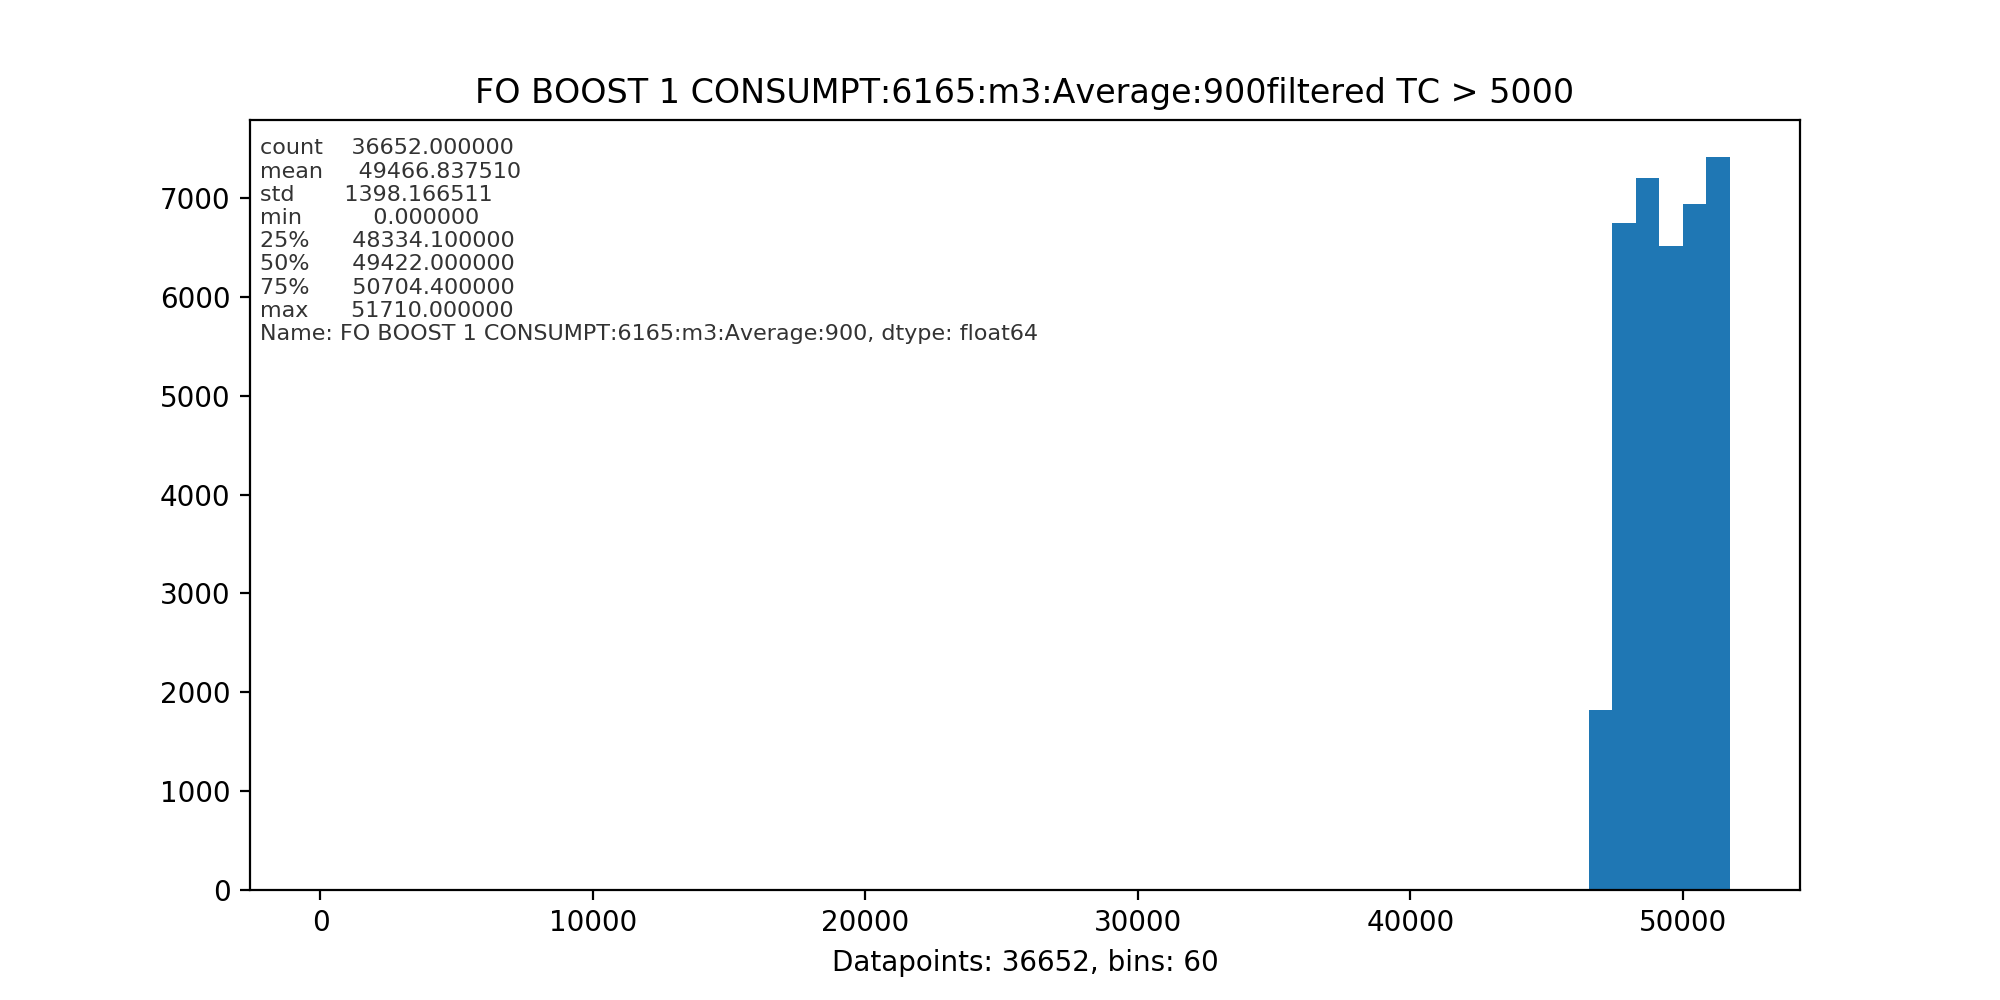 FO BOOST 1 CONSUMPT:6165:m3:Average:900filtered TC > 5000
count 36652.000000
mean 49466.837510
std 1398.166511
min 0.000000
25% 48334.100000
50% 49422.000000
75% 50704.400000
max 51710.000000
Name: FO BOOST 1 CONSUMPT:6165:m3:Average:900, dtype: float64
7000
6000
5000
4000
3000
2000
1000
0
0 10000 20000 30000 40000 50000
Datapoints: 36652, bins: 60